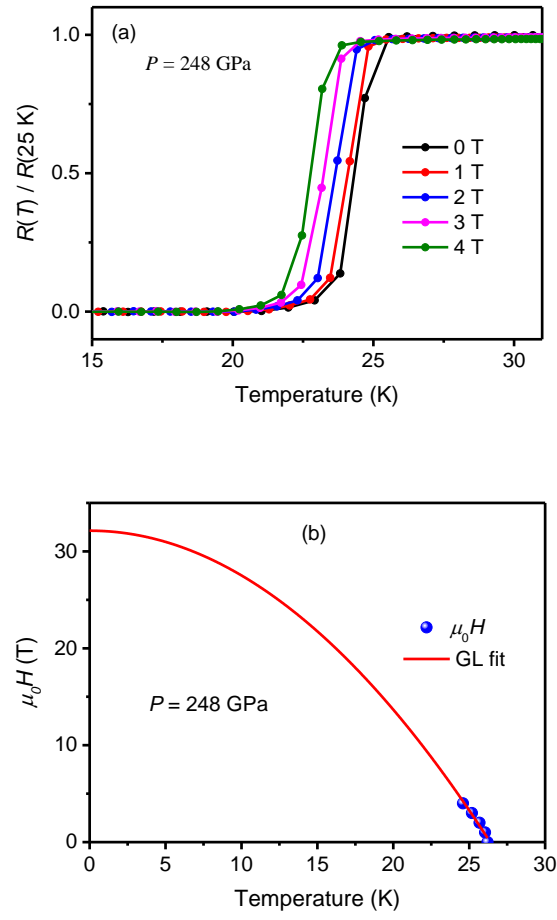 (a)
P = 248 GPa
R(T) / R(25 K)
1.0
0.5
0.0
0 T
1 T
2 T
3 T
4 T
15 20 25 30
Temperature (K)
(b)
μ₀H (T)
30
20
10
0
μ₀H
GL fit
P = 248 GPa
0 5 10 15 20 25 30
Temperature (K)